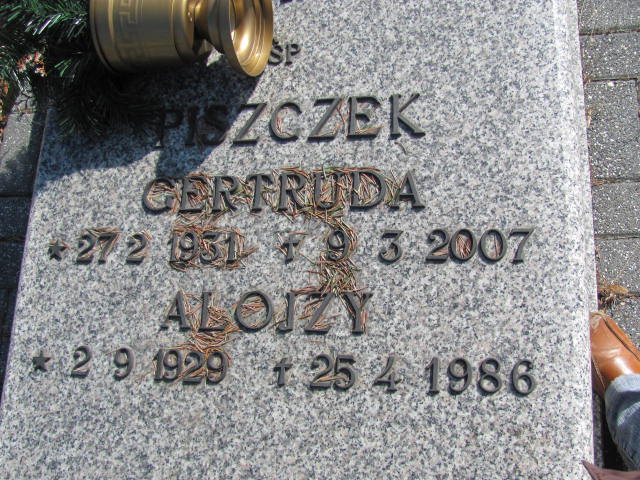 ŚP
PISZCZEK
GERTRUDA
* 27 2 1931 † 9 3 2007
ALOJZY
* 2 9 1929 † 25 4 1986